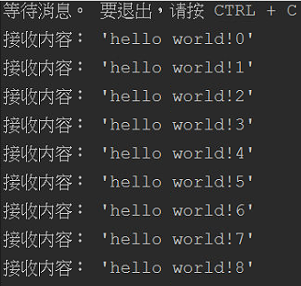 等待消息。 要退出，请按 CTRL + C
接收内容： 'hello world!0'
接收内容： 'hello world!1'
接收内容： 'hello world!2'
接收内容： 'hello world!3'
接收内容： 'hello world!4'
接收内容： 'hello world!5'
接收内容： 'hello world!6'
接收内容： 'hello world!7'
接收内容： 'hello world!8'